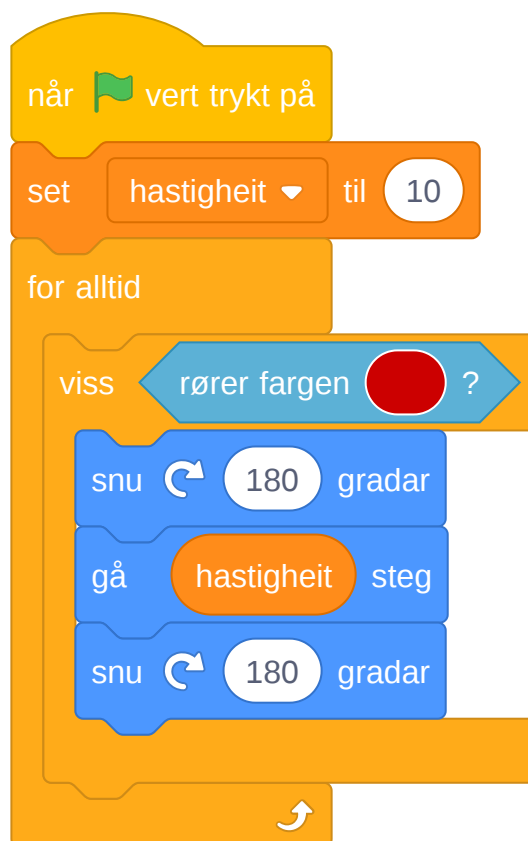 når vert trykt på
set hastigheit til 10
for alltid
viss rører fargen ?
snu 180 gradar
gå hastigheit steg
snu 180 gradar